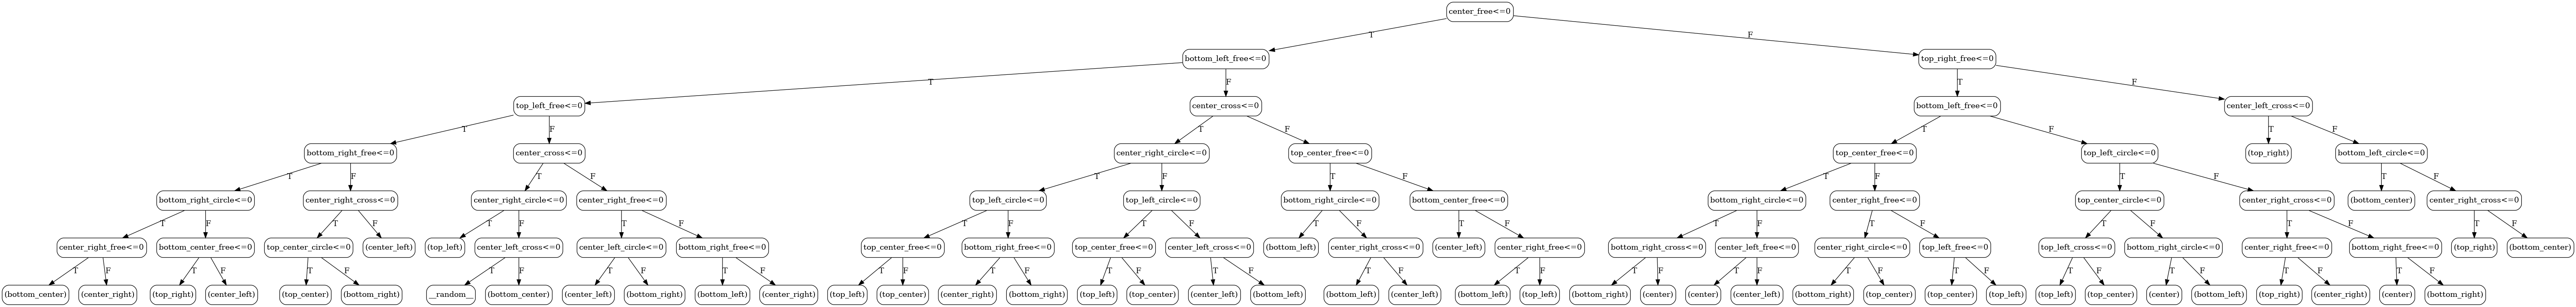 center_free<=0
T
F
bottom_left_free<=0
top_right_free<=0
T
F
T
F
top_left_free<=0
center_cross<=0
bottom_left_free<=0
center_left_cross<=0
T
F
T
F
T
F
T
F
bottom_right_free<=0
center_cross<=0
center_right_circle<=0
top_center_free<=0
top_center_free<=0
top_left_circle<=0
(top_right)
bottom_left_circle<=0
T
F
T
F
T
F
T
F
T
F
T
F
T
F
bottom_right_circle<=0
center_right_cross<=0
center_right_circle<=0
center_right_free<=0
top_left_circle<=0
top_left_circle<=0
bottom_right_circle<=0
bottom_center_free<=0
bottom_right_circle<=0
center_right_free<=0
top_center_circle<=0
center_right_cross<=0
(bottom_center)
center_right_cross<=0
T
F
T
F
T
F
T
F
T
F
T
F
T
F
T
F
T
F
T
F
T
F
T
F
T
F
center_right_free<=0
bottom_center_free<=0
top_center_circle<=0
(center_left)
(top_left)
center_left_cross<=0
center_left_circle<=0
bottom_right_free<=0
top_center_free<=0
bottom_right_free<=0
top_center_free<=0
center_left_cross<=0
(bottom_left)
center_right_cross<=0
(center_left)
center_right_free<=0
bottom_right_cross<=0
center_left_free<=0
center_right_circle<=0
top_left_free<=0
top_left_cross<=0
bottom_right_circle<=0
center_right_free<=0
bottom_right_free<=0
(top_right)
(bottom_center)
T
F
T
F
T
F
T
F
T
F
T
F
T
F
T
F
T
F
T
F
T
F
T
F
T
F
T
F
T
F
T
F
T
F
T
F
T
F
T
F
(bottom_center)
(center_right)
(top_right)
(center_left)
(top_center)
(bottom_right)
__random__
(bottom_center)
(center_left)
(bottom_right)
(bottom_left)
(center_right)
(top_left)
(top_center)
(center_right)
(bottom_right)
(top_left)
(top_center)
(center_left)
(bottom_left)
(bottom_left)
(center_left)
(bottom_left)
(top_left)
(bottom_right)
(center)
(center)
(center_left)
(bottom_right)
(top_center)
(top_center)
(top_left)
(top_left)
(top_center)
(center)
(bottom_left)
(top_right)
(center_right)
(center)
(bottom_right)